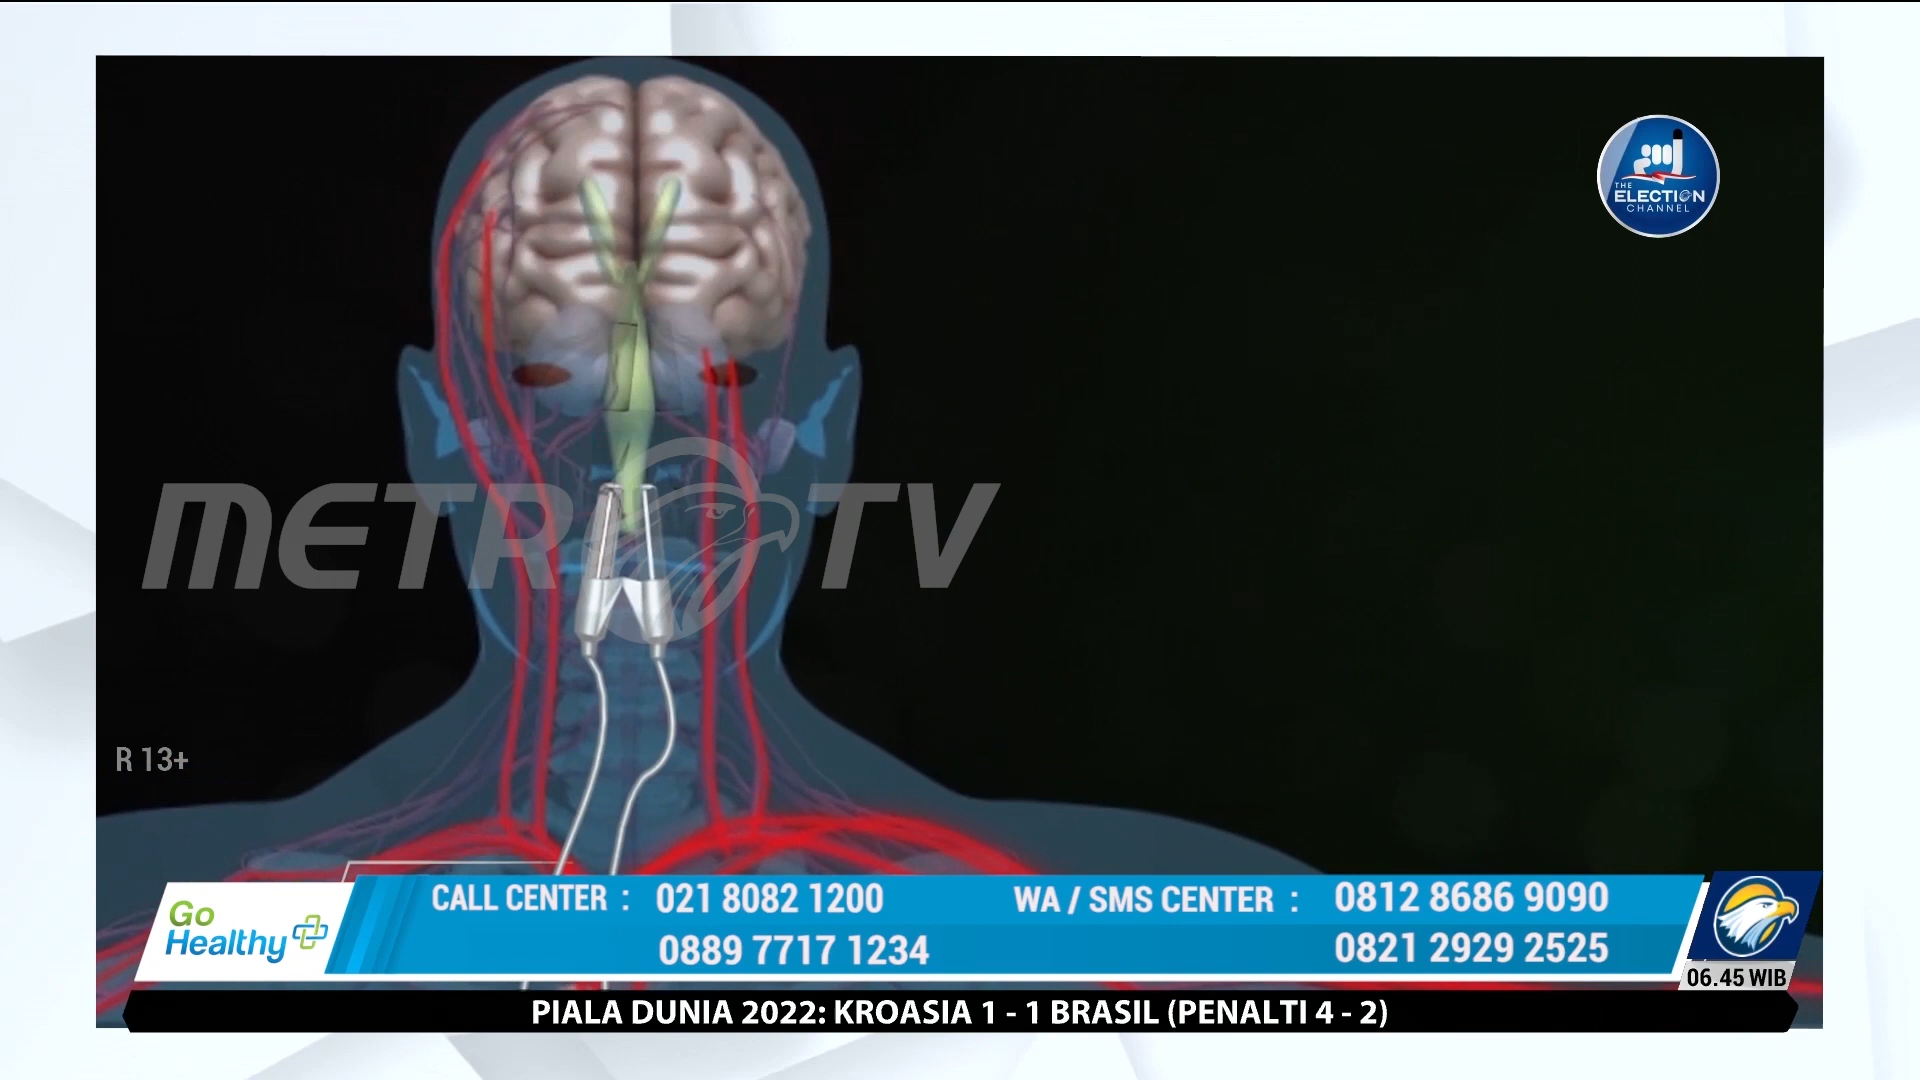 THE
ELECTION
CHANNEL
METRO TV
R 13+
Go
Healthy
CALL CENTER : 021 8082 1200
0889 7717 1234
WA / SMS CENTER : 0812 8686 9090
0821 2929 2525
06.45 WIB
PIALA DUNIA 2022: KROASIA 1 - 1 BRASIL (PENALTI 4 - 2)